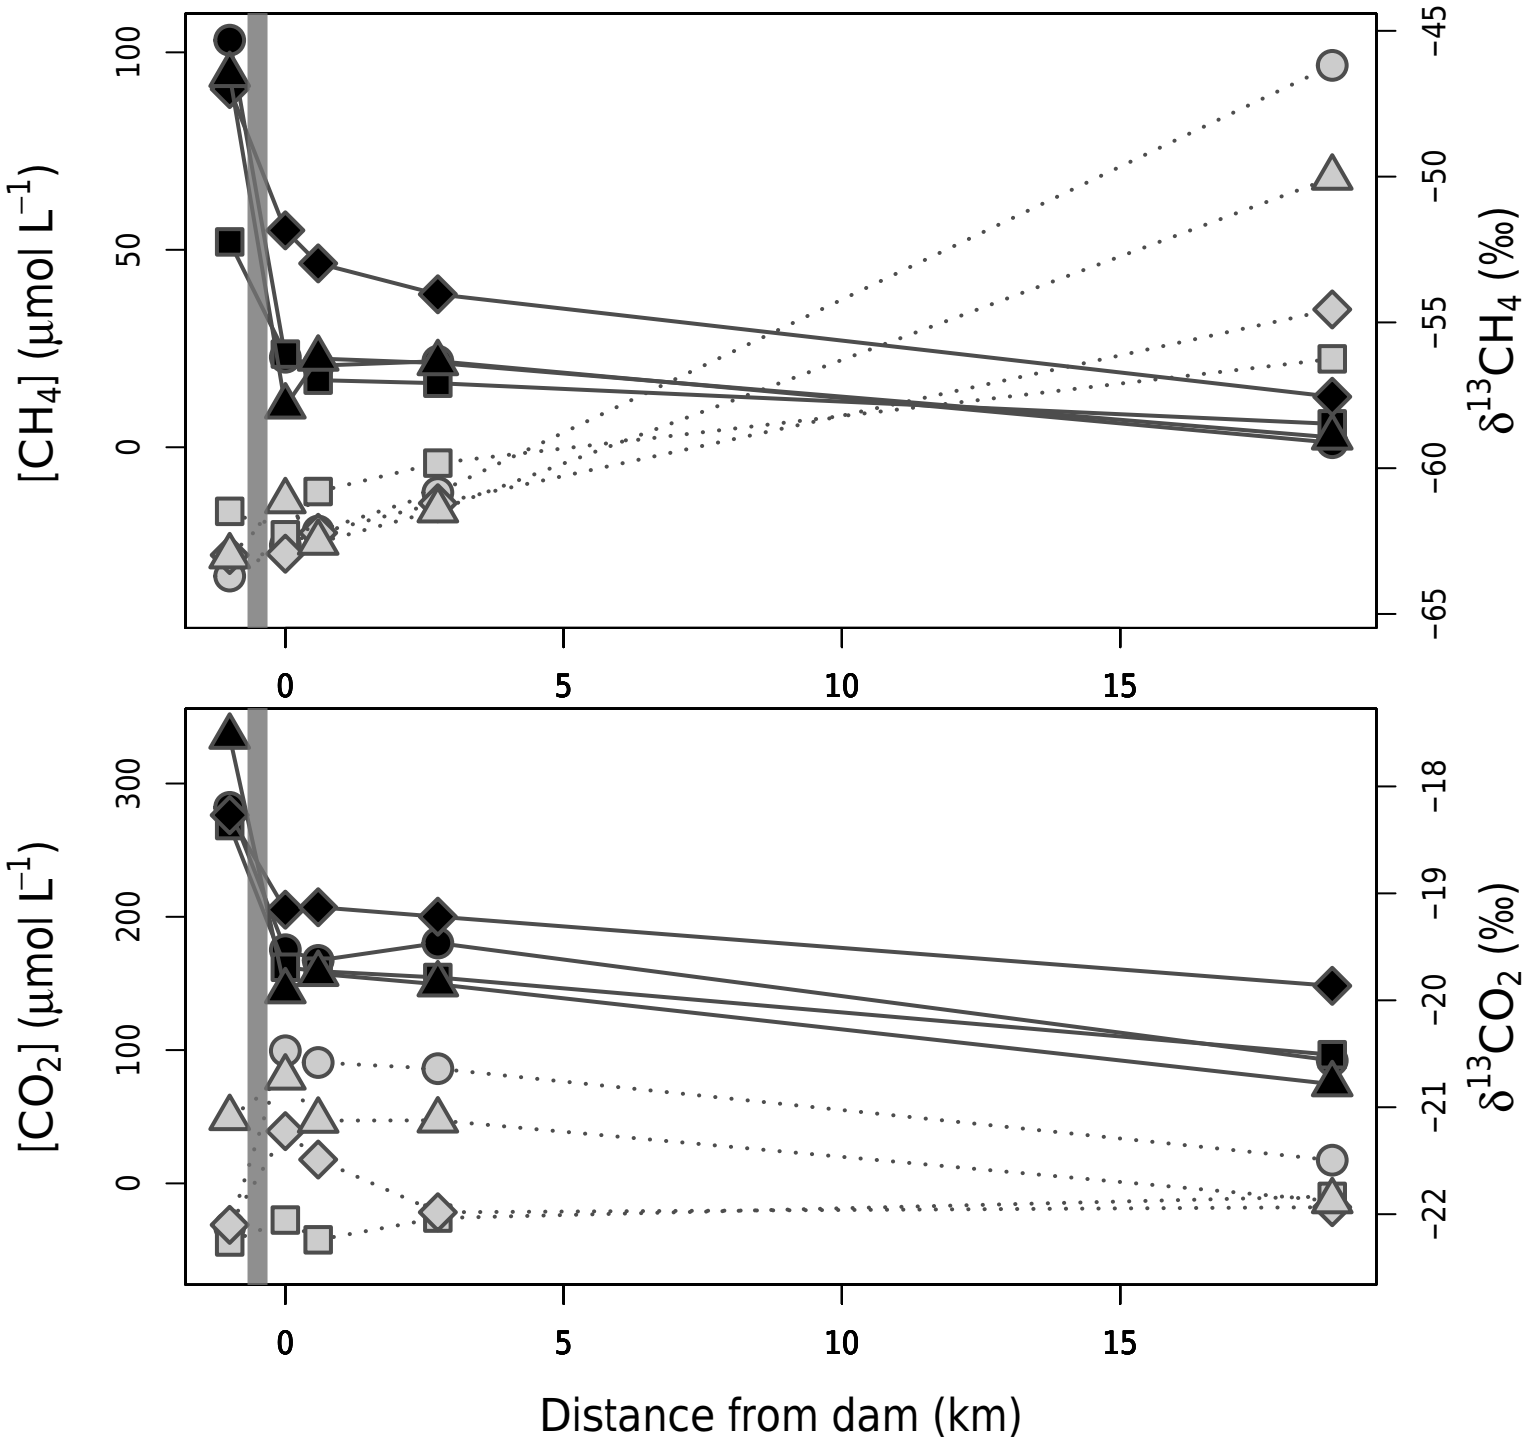 [CH₄] (μmol L⁻¹)
100
50
0
−45
−50
−55
−60
−65
δ¹³CH₄ (‰)
0 5 10 15
[CO₂] (μmol L⁻¹)
300
200
100
0
−18
−19
−20
−21
−22
δ¹³CO₂ (‰)
0 5 10 15
Distance from dam (km)